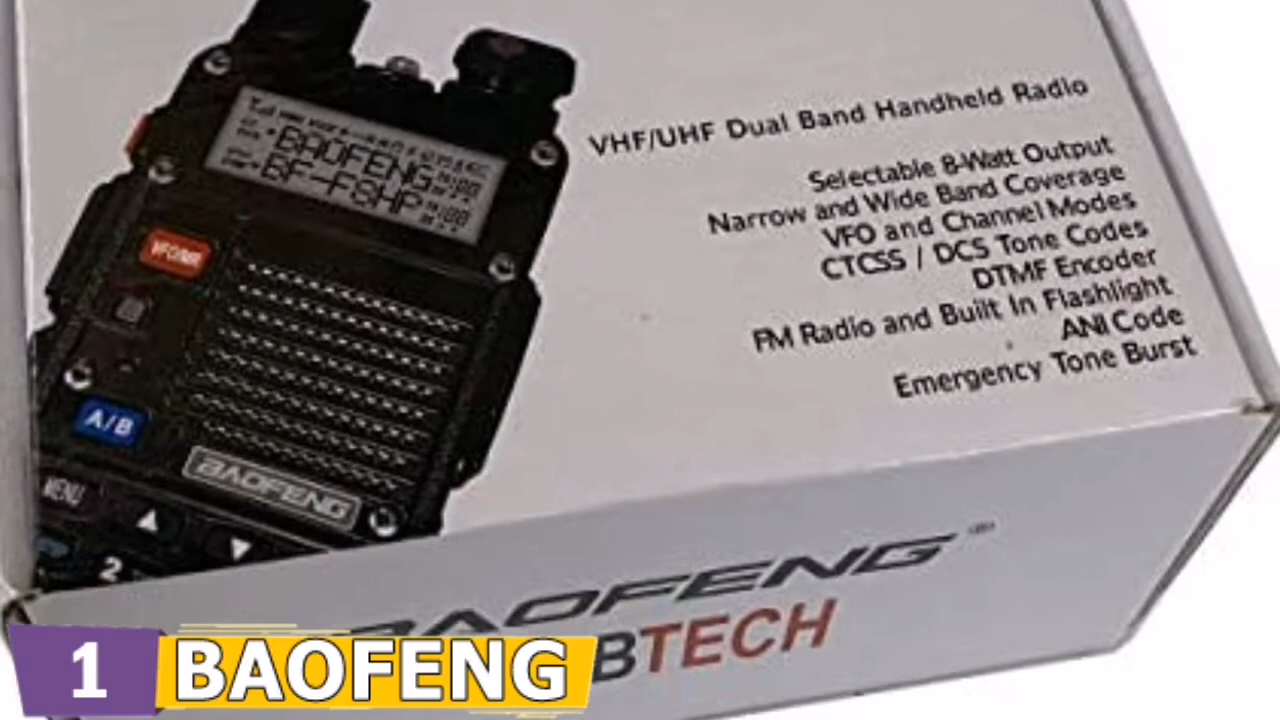 BAOFENG
BF-F8HP
VFO/MR
A/B
BAOFENG
MENU
2
VHF/UHF Dual Band Handheld Radio
Selectable 8-Watt Output
Narrow and Wide Band Coverage
VFO and Channel Modes
CTCSS / DCS Tone Codes
DTMF Encoder
FM Radio and Built In Flashlight
ANI Code
Emergency Tone Burst
BAOFENG®
BTECH
1 BAOFENG